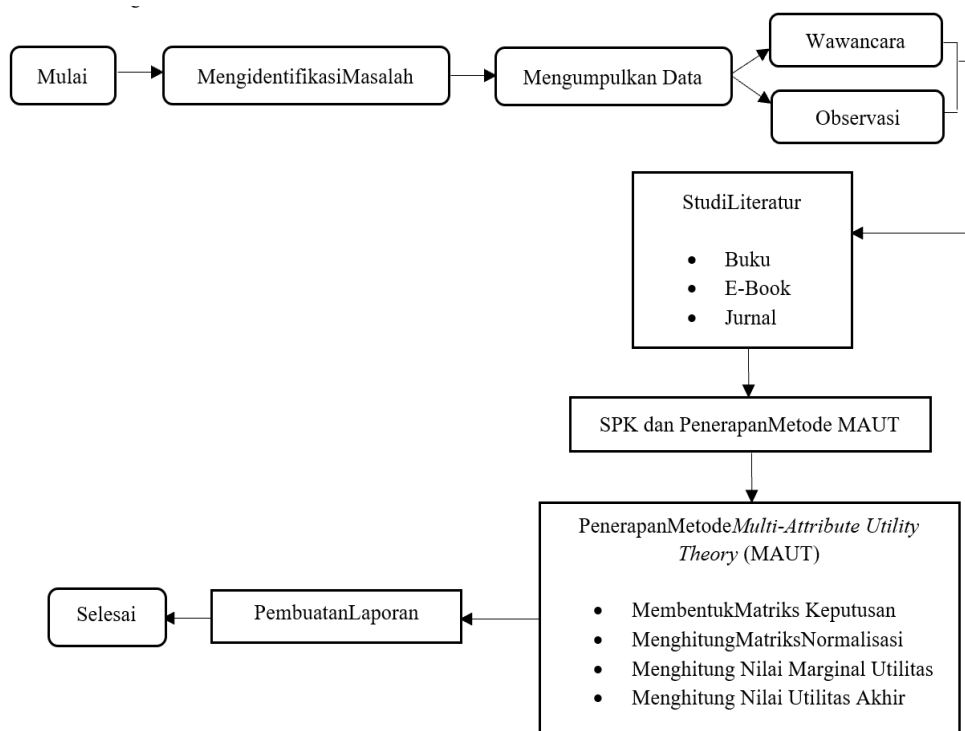 Mulai
MengidentifikasiMasalah
Mengumpulkan Data
Wawancara
Observasi
StudiLiteratur
• Buku
• E-Book
• Jurnal
SPK dan PenerapanMetode MAUT
PenerapanMetodeMulti-Attribute Utility
Theory (MAUT)
• MembentukMatriks Keputusan
• MenghitungMatriksNormalisasi
• Menghitung Nilai Marginal Utilitas
• Menghitung Nilai Utilitas Akhir
PembuatanLaporan
Selesai